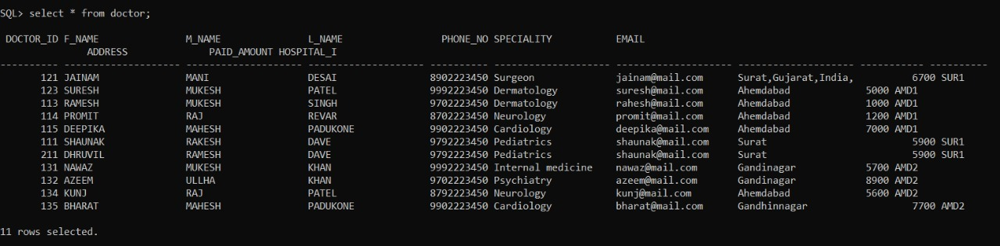 SQL> select * from doctor;
DOCTOR_ID F_NAME M_NAME L_NAME PHONE_NO SPECIALITY EMAIL
ADDRESS PAID_AMOUNT HOSPITAL_I
---------- -------------------- -------------------- -------------------- ---------- -------------------- -------------------- -------------------- ----------- ----------
121 JAINAM MANI DESAI 8902223450 Surgeon jainam@mail.com Surat,Gujarat,India, 6700 SUR1
123 SURESH MUKESH PATEL 9992223450 Dermatology suresh@mail.com Ahemdabad 5000 AMD1
113 RAMESH MUKESH SINGH 9702223450 Dermatology rahesh@mail.com Ahemdabad 1000 AMD1
114 PROMIT RAJ REVAR 8702223450 Neurology promit@mail.com Ahemdabad 1200 AMD1
115 DEEPIKA MAHESH PADUKONE 9902223450 Cardiology deepika@mail.com Ahemdabad 7000 AMD1
111 SHAUNAK RAKESH DAVE 9792223450 Pediatrics shaunak@mail.com Surat 5900 SUR1
211 DHRUVIL RAMESH DAVE 9792223450 Pediatrics shaunak@mail.com Surat 5900 SUR1
131 NAWAZ MUKESH KHAN 9992223450 Internal medicine nawaz@mail.com Gandinagar 5700 AMD2
132 AZEEM ULLHA KHAN 9702223450 Psychiatry azeem@mail.com Gandinagar 8900 AMD2
134 KUNJ RAJ PATEL 8792223450 Neurology kunj@mail.com Ahemdabad 5600 AMD2
135 BHARAT MAHESH PADUKONE 9902223450 Cardiology bharat@mail.com Gandhinnagar 7700 AMD2
11 rows selected.